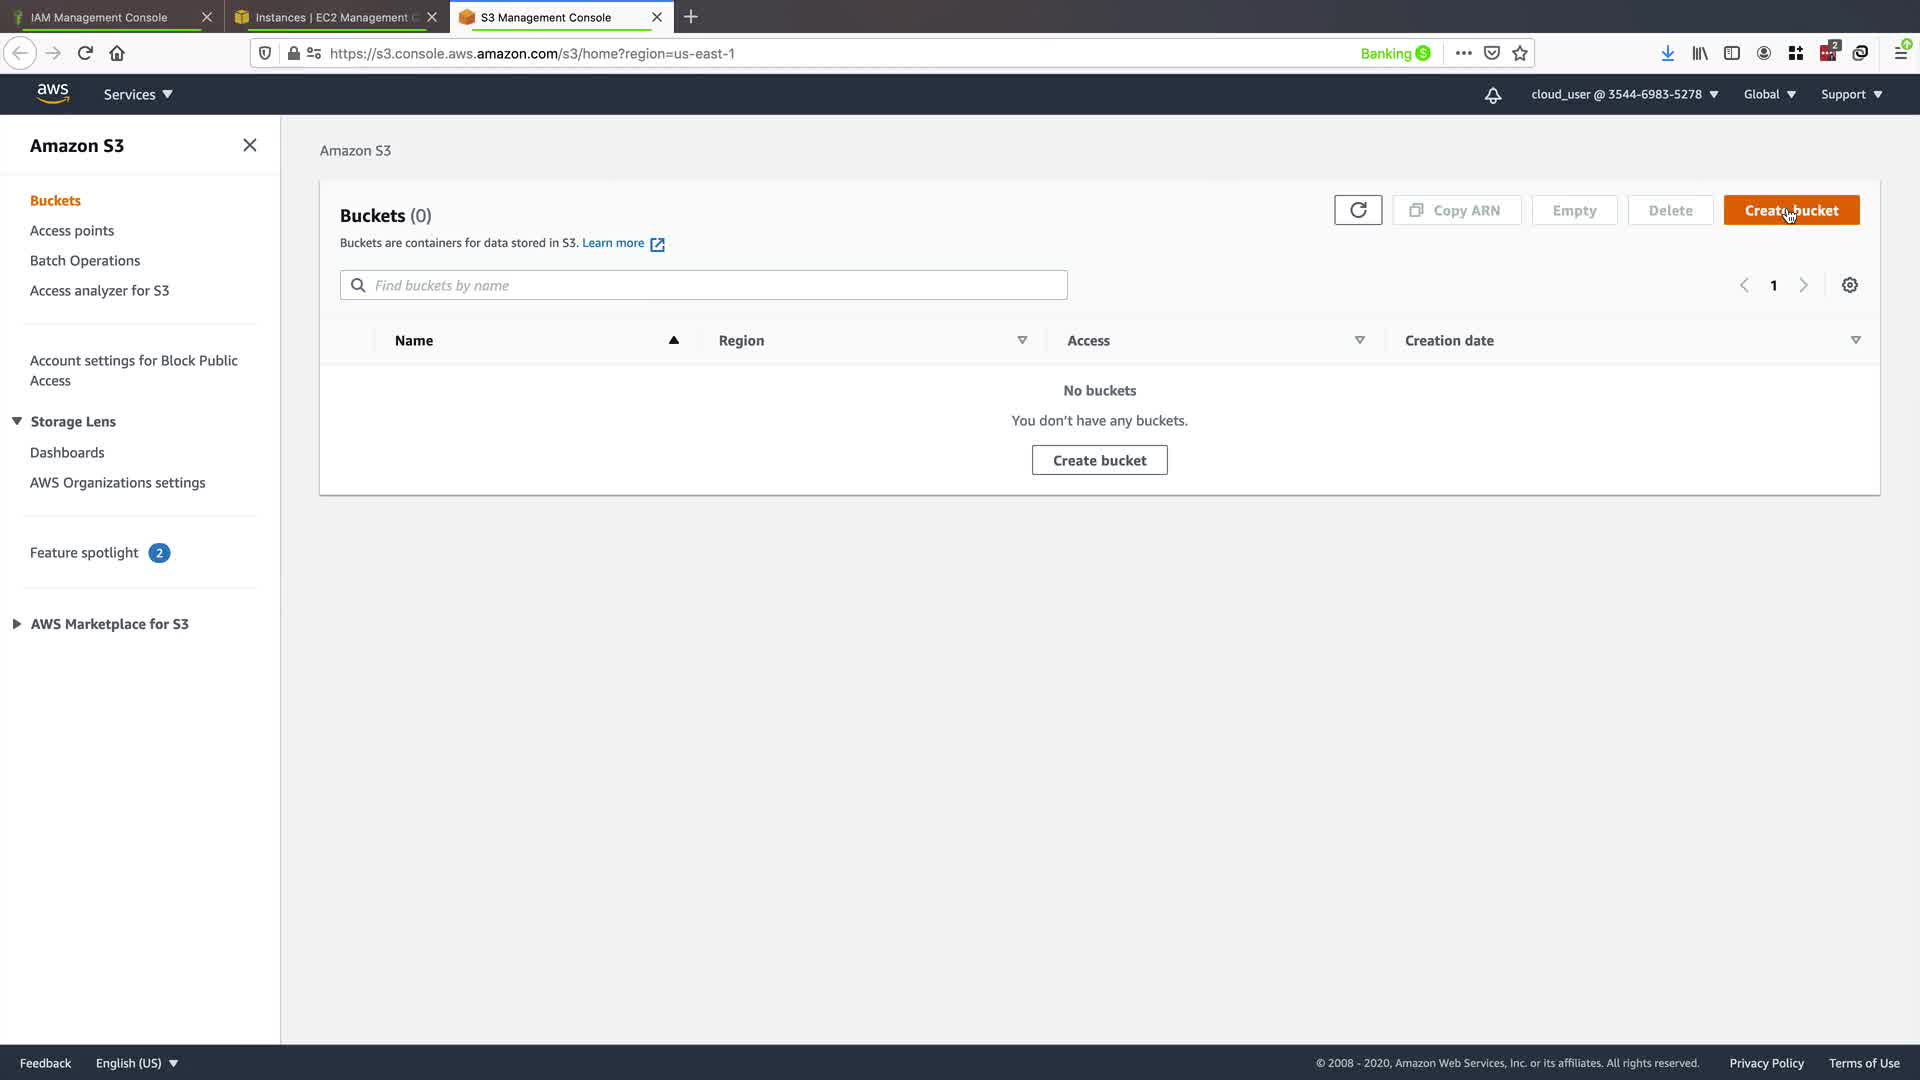 IAM Management Console
Instances | EC2 Management C
S3 Management Console
https://s3.console.aws.amazon.com/s3/home?region=us-east-1
Banking
2
aws
Services
cloud_user @ 3544-6983-5278
Global
Support
Amazon S3
Buckets
Access points
Batch Operations
Access analyzer for S3
Account settings for Block Public
Access
Storage Lens
Dashboards
AWS Organizations settings
Feature spotlight 2
AWS Marketplace for S3
Amazon S3
Buckets (0)
Buckets are containers for data stored in S3. Learn more
Copy ARN
Empty
Delete
Create bucket
Find buckets by name
1
Name
Region
Access
Creation date
No buckets
You don't have any buckets.
Create bucket
Feedback
English (US)
© 2008 - 2020, Amazon Web Services, Inc. or its affiliates. All rights reserved.
Privacy Policy
Terms of Use